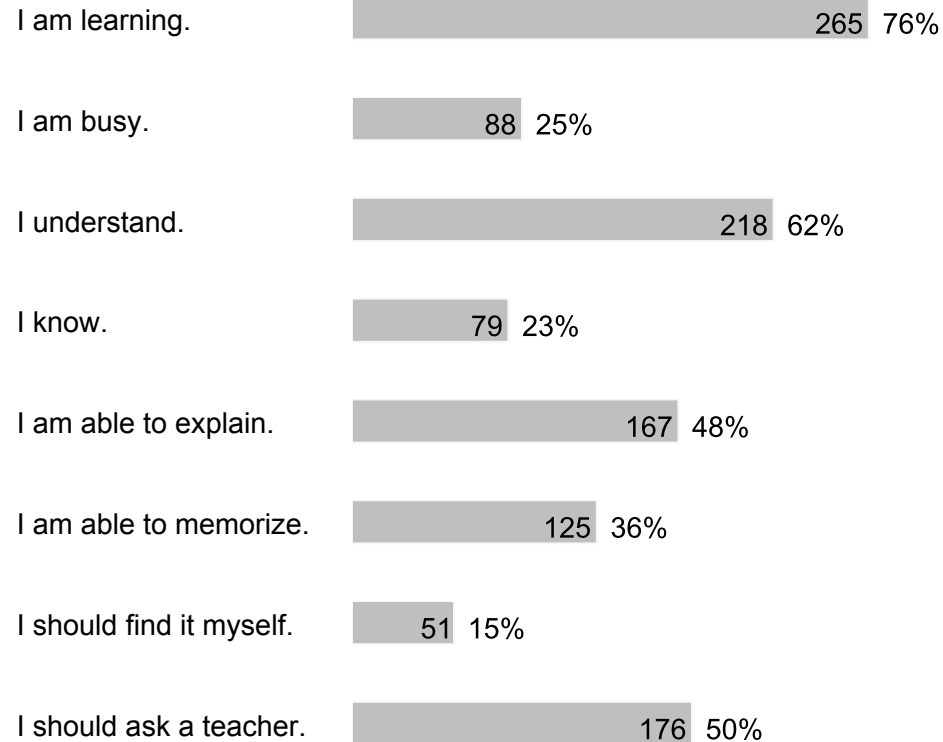 I am learning. 265 76%
I am busy. 88 25%
I understand. 218 62%
I know. 79 23%
I am able to explain. 167 48%
I am able to memorize. 125 36%
I should find it myself. 51 15%
I should ask a teacher. 176 50%